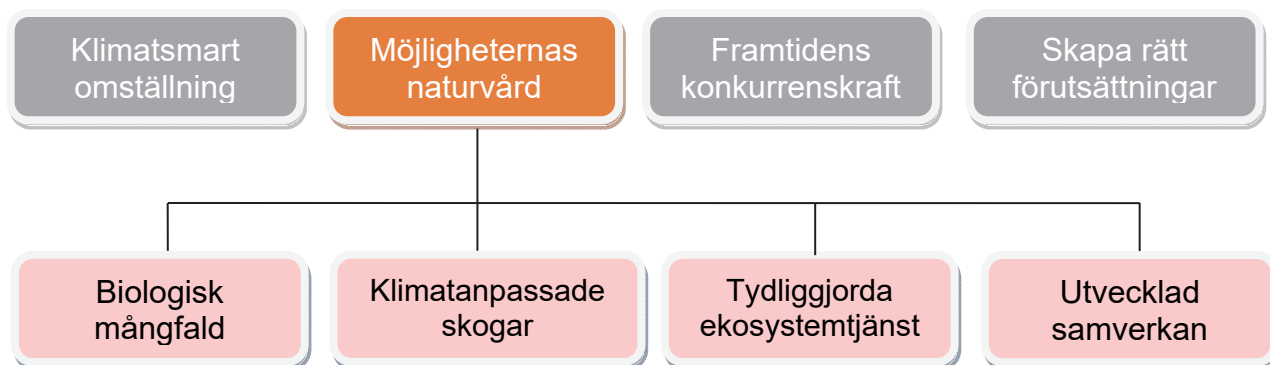 Klimatsmart
omställning
Möjligheternas
naturvård
Framtidens
konkurrenskraft
Skapa rätt
förutsättningar
Biologisk
mångfald
Klimatanpassade
skogar
Tydliggjorda
ekosystemtjänst
Utvecklad
samverkan